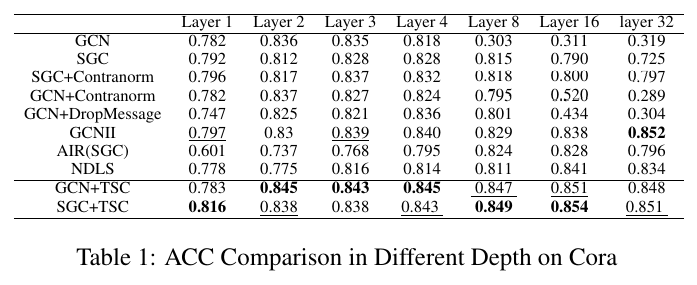 Layer 1 Layer 2 Layer 3 Layer 4 Layer 8 Layer 16 layer 32
GCN 0.782 0.836 0.835 0.818 0.303 0.311 0.319
SGC 0.792 0.812 0.828 0.828 0.815 0.790 0.725
SGC+Contranorm 0.796 0.817 0.837 0.832 0.818 0.800 0.797
GCN+Contranorm 0.782 0.837 0.827 0.824 0.795 0.520 0.289
GCN+DropMessage 0.747 0.825 0.821 0.836 0.801 0.434 0.304
GCNII 0.797 0.83 0.839 0.840 0.829 0.838 0.852
AIR(SGC) 0.601 0.737 0.768 0.795 0.824 0.828 0.796
NDLS 0.778 0.775 0.816 0.814 0.811 0.841 0.834
GCN+TSC 0.783 0.845 0.843 0.845 0.847 0.851 0.848
SGC+TSC 0.816 0.838 0.838 0.843 0.849 0.854 0.851
Table 1: ACC Comparison in Different Depth on Cora